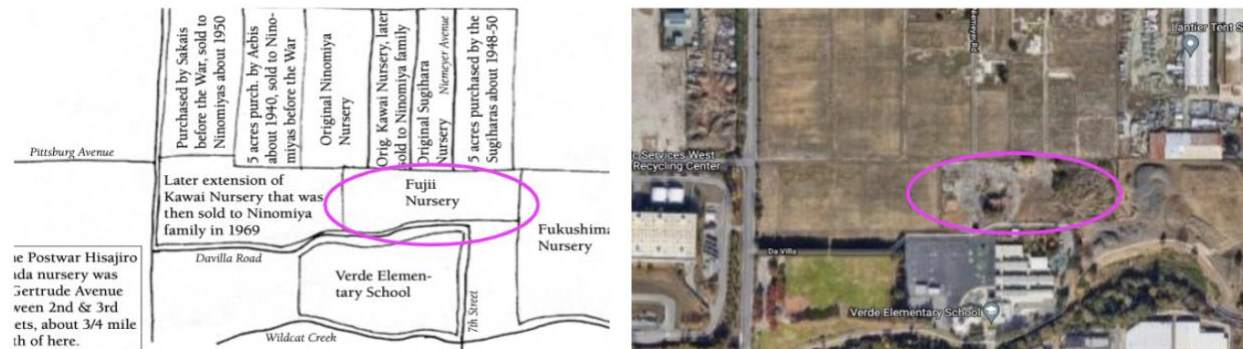 Purchased by Sakais
before the War, sold to
Ninomiyas about 1950
5 acres purch. by Aebis
about 1940, sold to Nino-
miyas before the War
Original Ninomiya
Nursery
Orig. Kawai Nursery, later
sold to Ninomiya family
Original Sugihara
Nursery
Niemeyer Avenue
5 acres purchased by the
Sugiharas about 1948-50
Pittsburg Avenue
Later extension of
Kawai Nursery that was
then sold to Ninomiya
family in 1969
Fujii
Nursery
Fukushima
Nursery
Davilla Road
Verde Elemen-
tary School
7th Street
Wildcat Creek
e Postwar Hisajiro
nda nursery was
Gertrude Avenue
ween 2nd & 3rd
ets, about 3/4 mile
th of here.
Niemeyer Rd
Lantier Tent S
c Services West
Recycling Center
Da Villa
Verde Elementary School